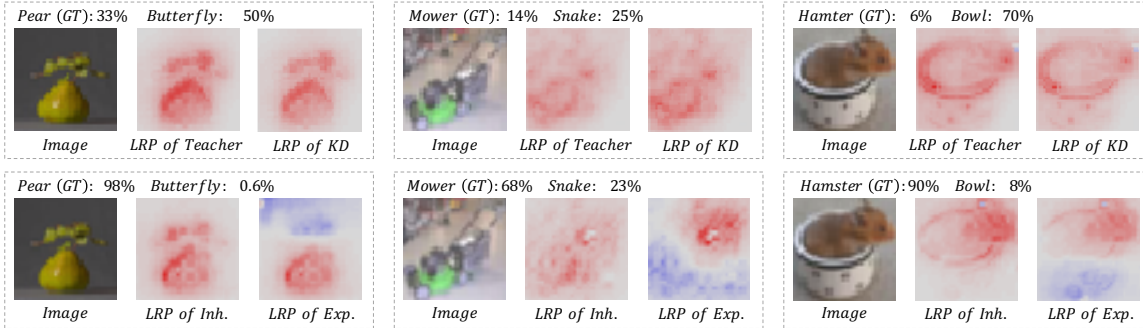 Pear (GT): 33% Butterfly: 50%
Image LRP of Teacher LRP of KD
Mower (GT): 14% Snake: 25%
Image LRP of Teacher LRP of KD
Hamter (GT): 6% Bowl: 70%
Image LRP of Teacher LRP of KD
Pear (GT): 98% Butterfly: 0.6%
Image LRP of Inh. LRP of Exp.
Mower (GT): 68% Snake: 23%
Image LRP of Inh. LRP of Exp.
Hamster (GT): 90% Bowl: 8%
Image LRP of Inh. LRP of Exp.